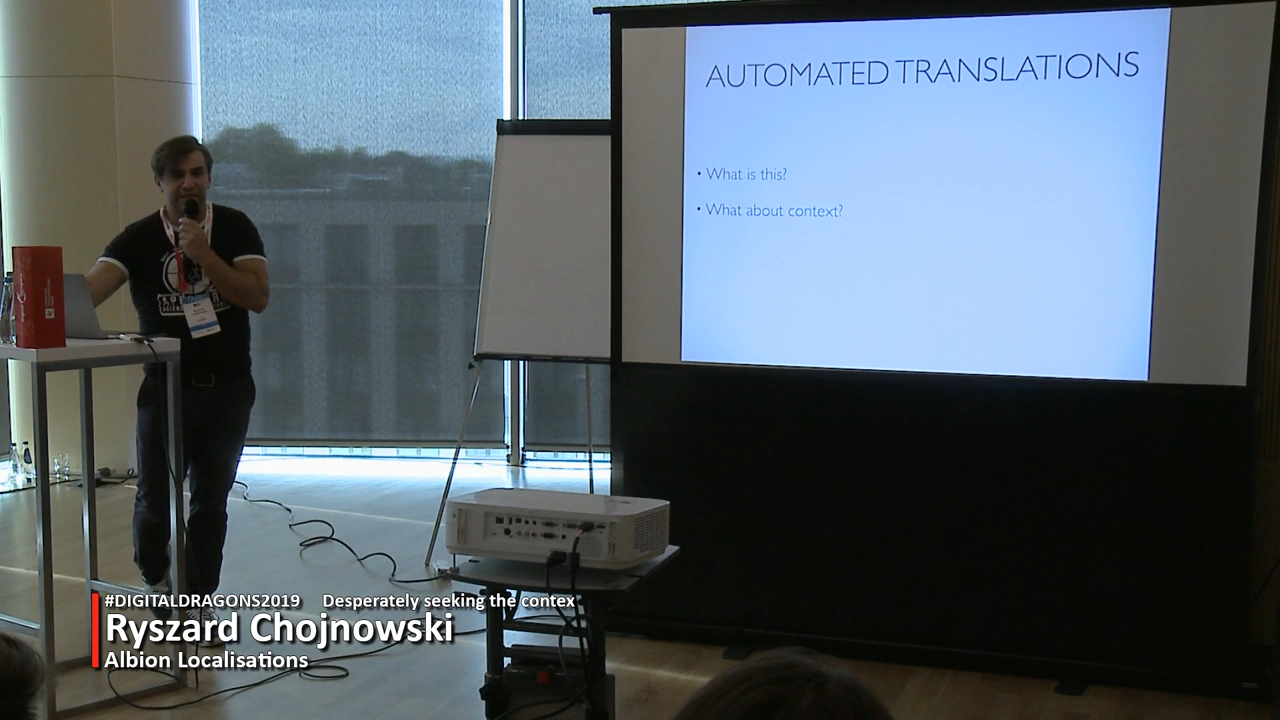 AUTOMATED TRANSLATIONS
• What is this?
• What about context?
#DIGITALDRAGONS2019 Desperately seeking the contex
Ryszard Chojnowski
Albion Localisations